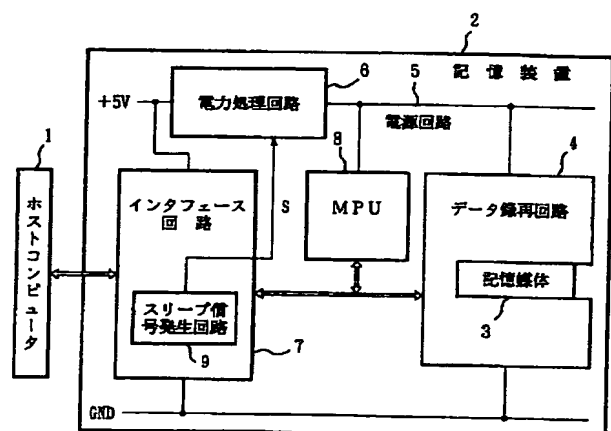 2
記憶装置
6
5
+5V
電力処理回路
電源回路
1
8
4
ホストコンピュータ
インタフェース
回路
S
MPU
データ録再回路
スリープ信
号発生回路
記憶媒体
3
9
7
GND